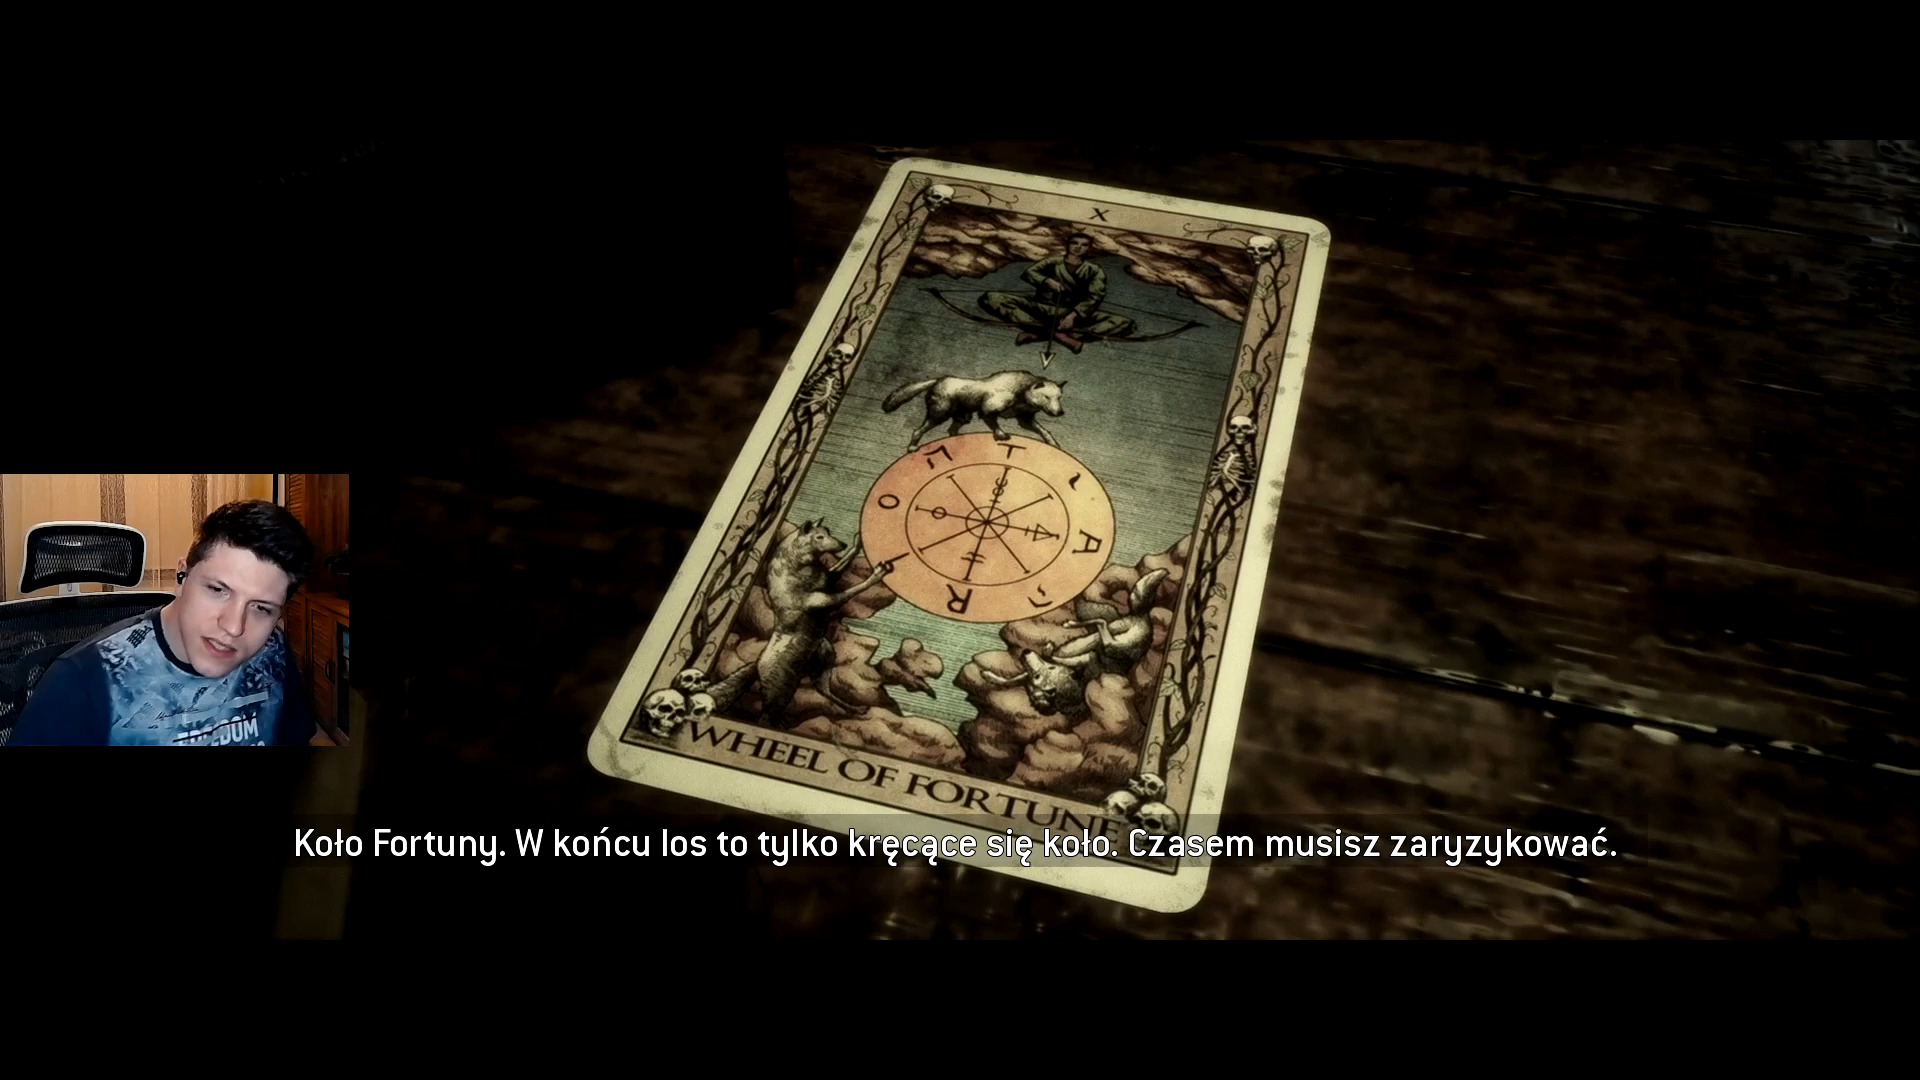 X
T
A
R
O
WHEEL OF FORTUNE
Koło Fortuny. W końcu los to tylko kręcące się koło. Czasem musisz zaryzykować.